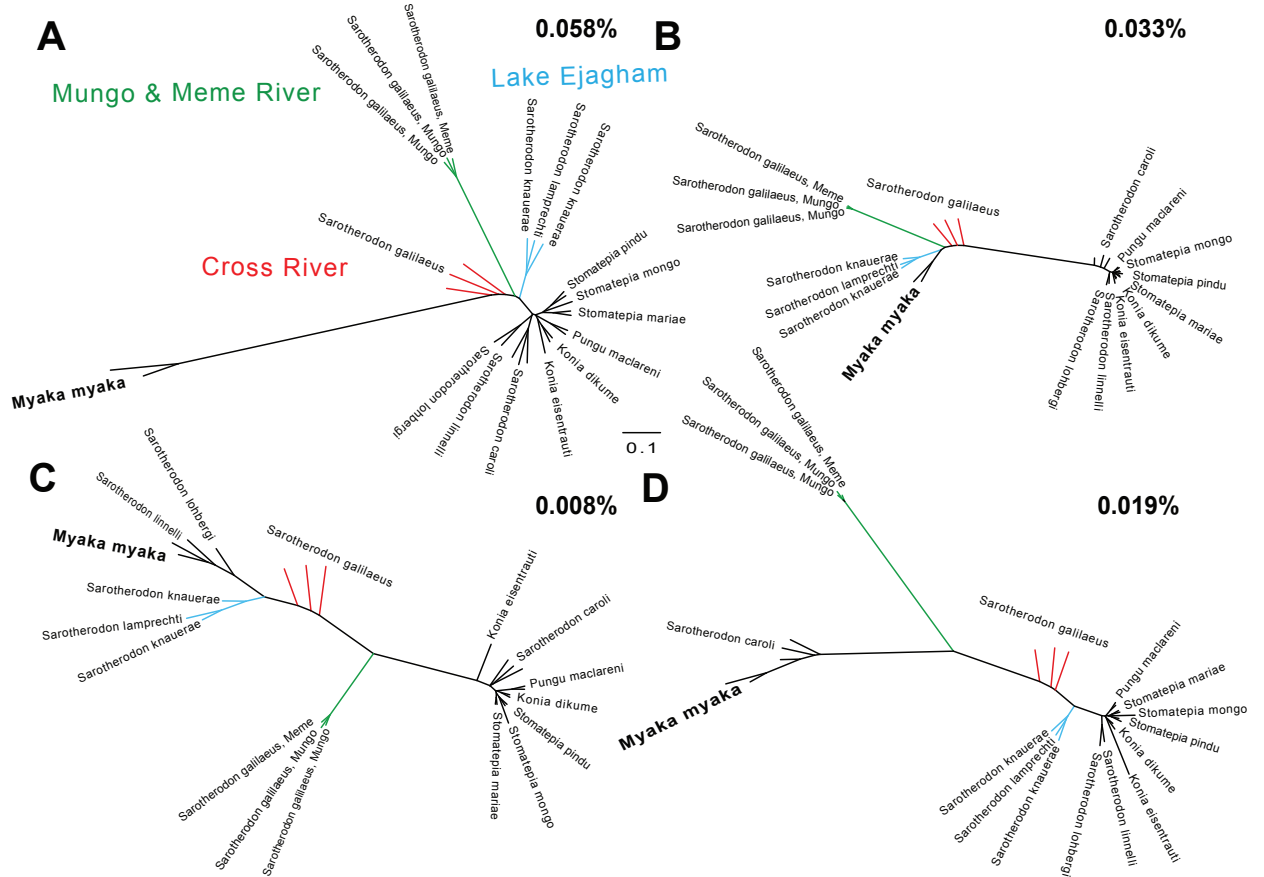 A
0.058%
Mungo & Meme River
Lake Ejagham
Cross River
Sarotherodon galilaeus, Mungo
Sarotherodon galilaeus, Mungo
Sarotherodon galilaeus, Meme
Sarotherodon knauerae
Sarotherodon lamprechti
Sarotherodon knauerae
Sarotherodon galilaeus
Stomatepia pindu
Stomatepia mongo
Stomatepia mariae
Pungu maclareni
Konia dikume
Konia eisentrauti
Sarotherodon caroli
Sarotherodon linnelli
Sarotherodon lohbergi
Myaka myaka
0.1
B
0.033%
Sarotherodon galilaeus, Meme
Sarotherodon galilaeus, Mungo
Sarotherodon galilaeus, Mungo
Sarotherodon galilaeus
Sarotherodon knauerae
Sarotherodon lamprechti
Sarotherodon knauerae
Myaka myaka
Sarotherodon caroli
Pungu maclareni
Stomatepia mongo
Stomatepia pindu
Stomatepia mariae
Konia dikume
Konia eisentrauti
Sarotherodon linnelli
Sarotherodon lohbergi
C
0.008%
Sarotherodon lohbergi
Sarotherodon linnelli
Myaka myaka
Sarotherodon galilaeus
Sarotherodon knauerae
Sarotherodon lamprechti
Sarotherodon knauerae
Sarotherodon galilaeus, Meme
Sarotherodon galilaeus, Mungo
Sarotherodon galilaeus, Mungo
Konia eisentrauti
Sarotherodon caroli
Pungu maclareni
Konia dikume
Stomatepia pindu
Stomatepia mongo
Stomatepia mariae
D
0.019%
Sarotherodon galilaeus, Meme
Sarotherodon galilaeus, Mungo
Sarotherodon galilaeus, Mungo
Sarotherodon caroli
Myaka myaka
Sarotherodon galilaeus
Pungu maclareni
Stomatepia mariae
Stomatepia mongo
Stomatepia pindu
Konia dikume
Konia eisentrauti
Sarotherodon linnelli
Sarotherodon lohbergi
Sarotherodon knauerae
Sarotherodon lamprechti
Sarotherodon knauerae